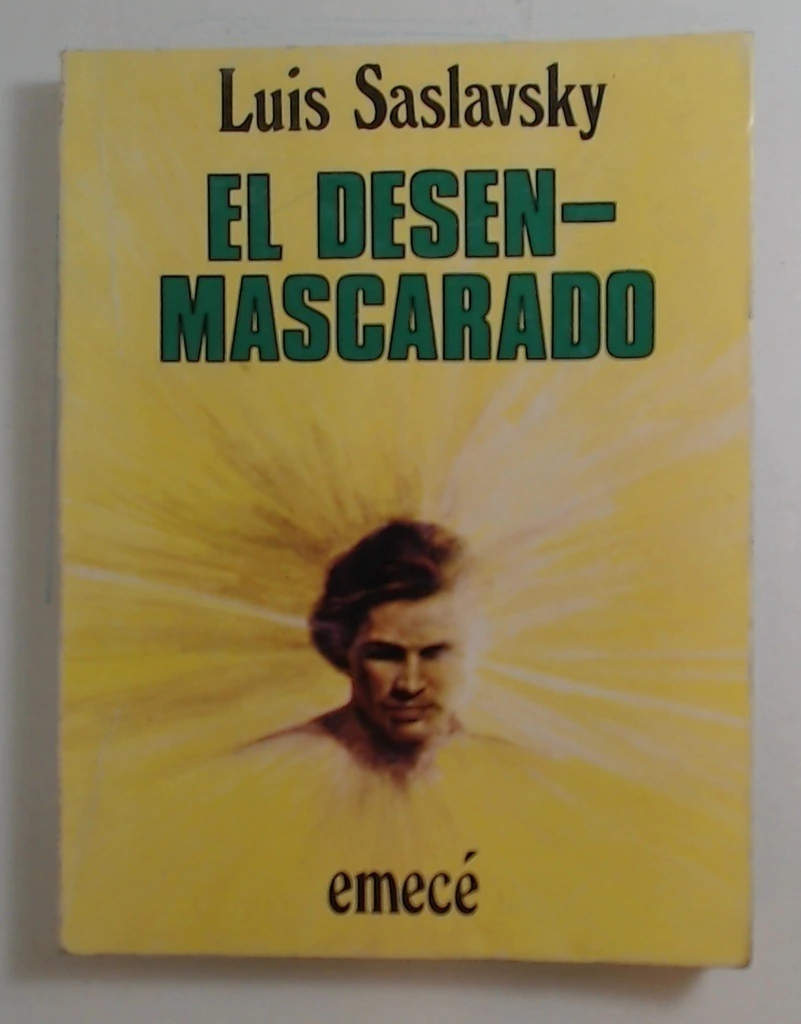 Luis Saslavsky
EL DESEN-
MASCARADO
emecé